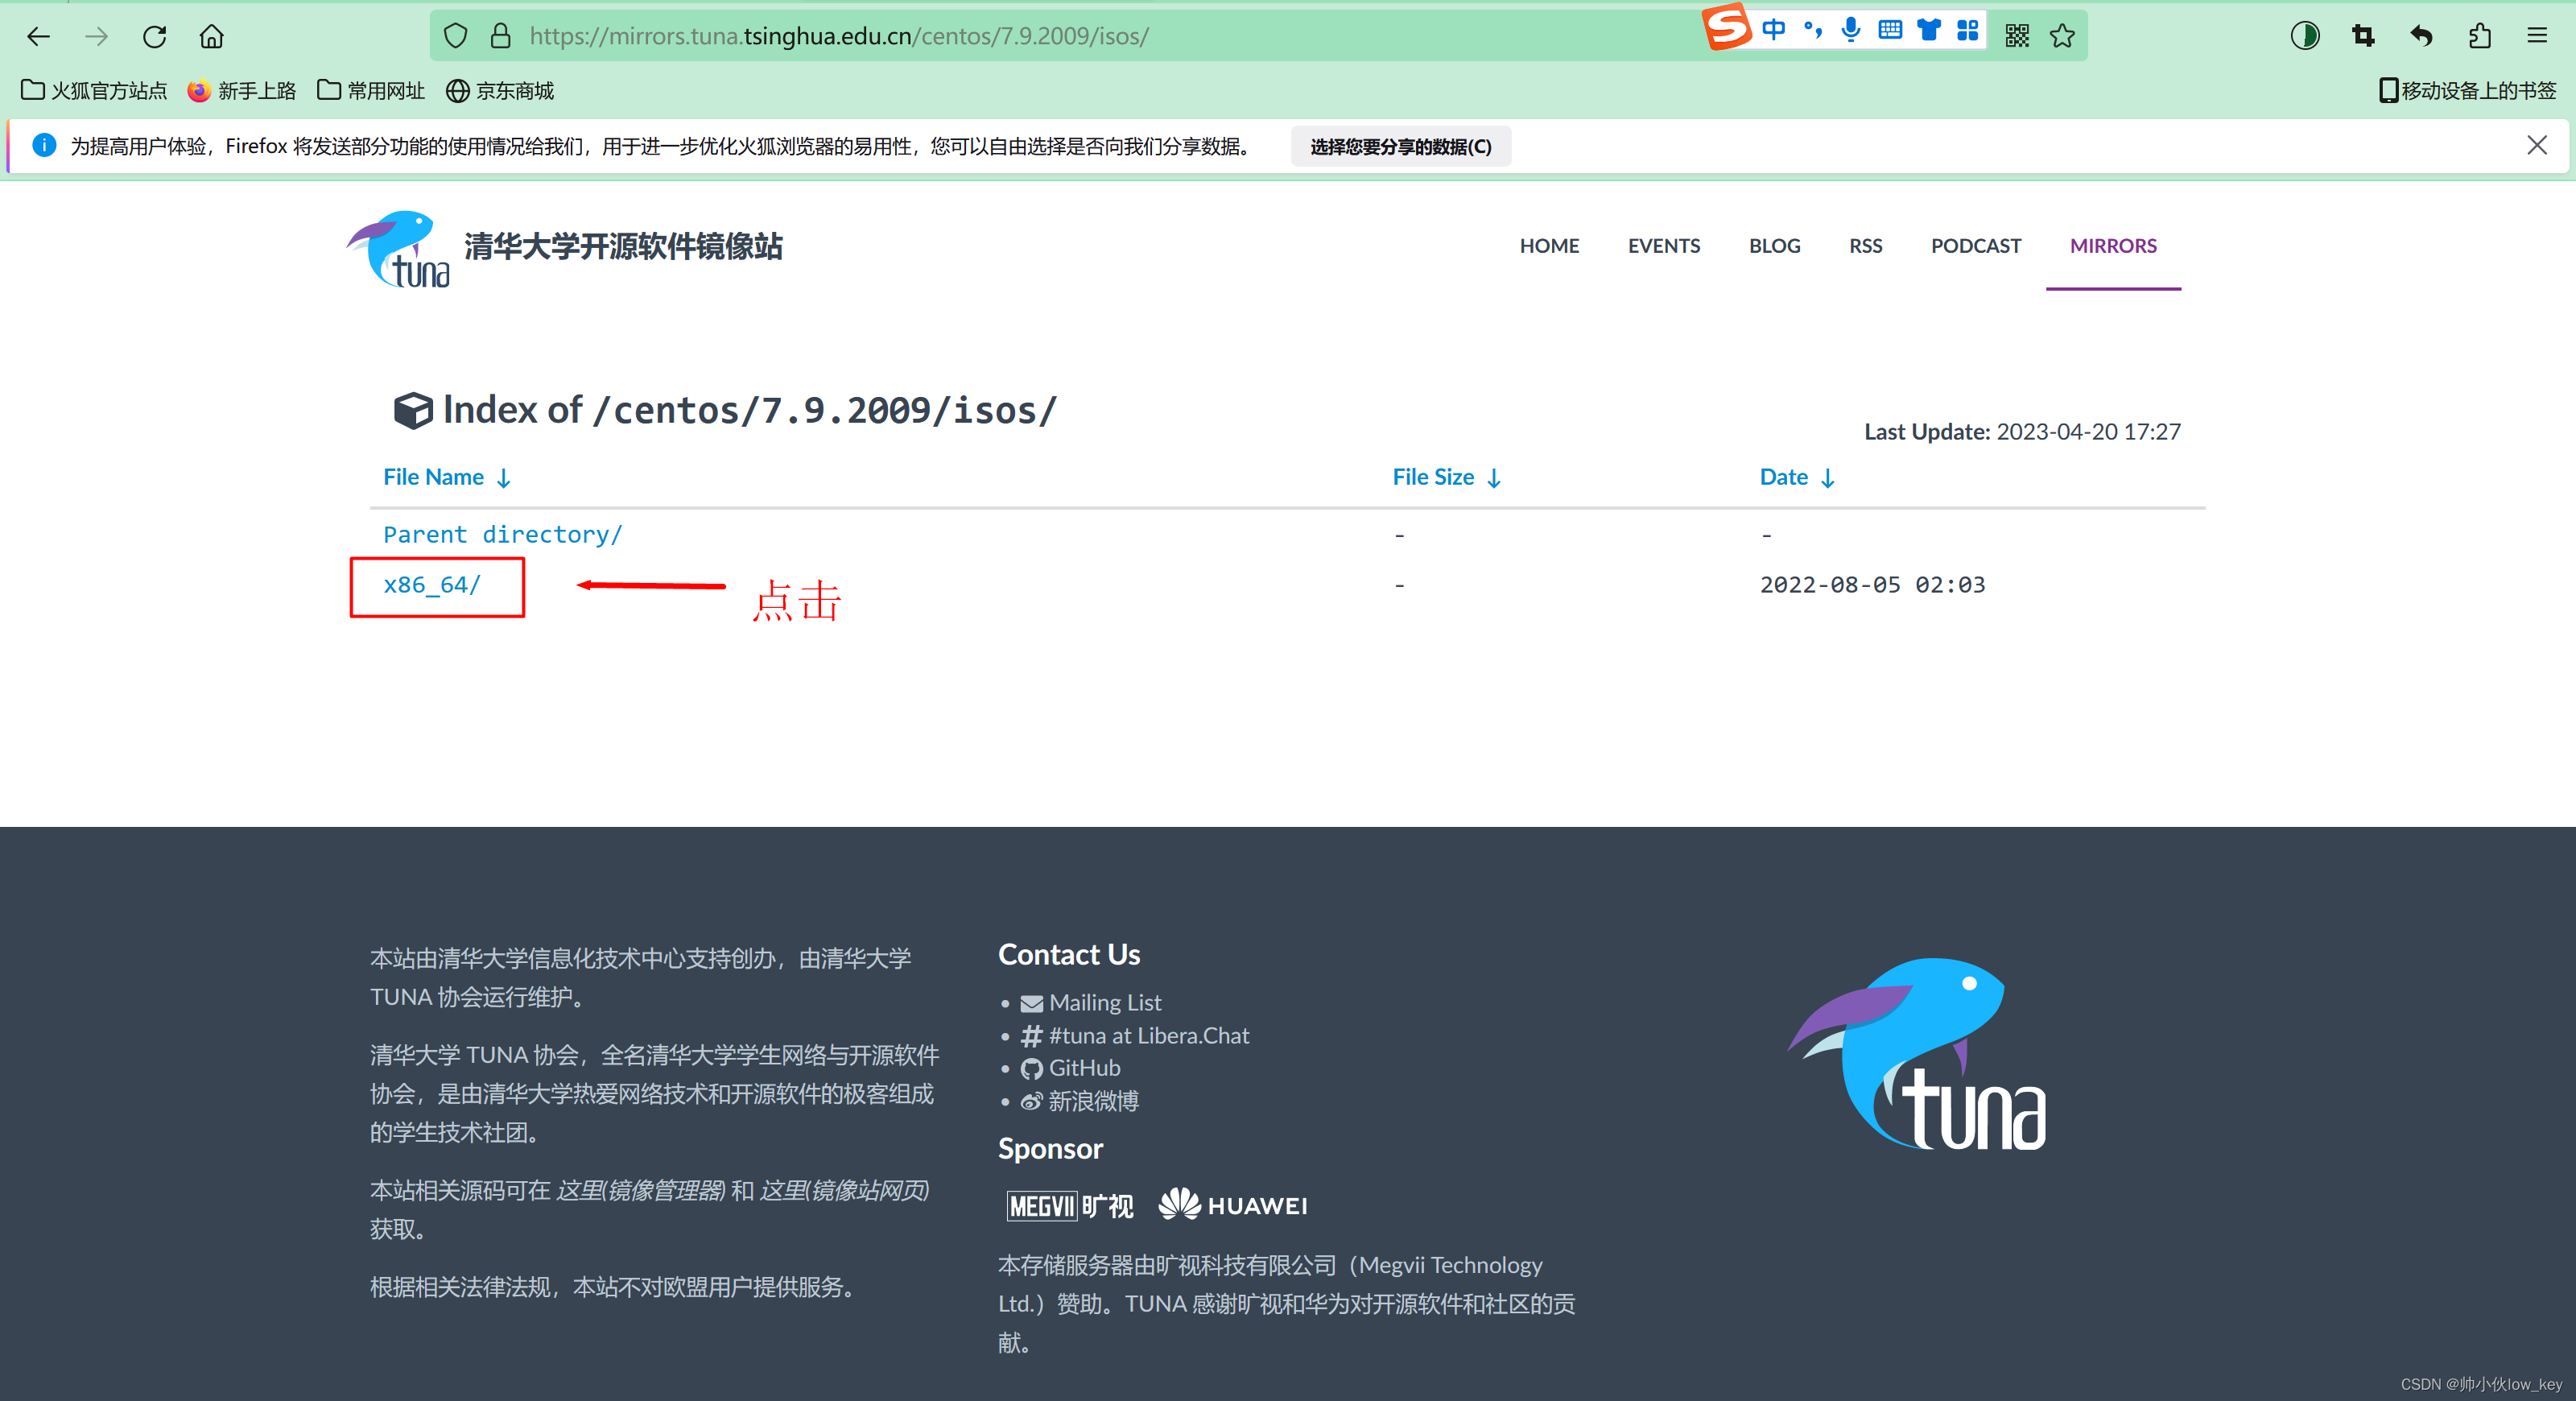 https://mirrors.tuna.tsinghua.edu.cn/centos/7.9.2009/isos/
中
火狐官方站点 新手上路 常用网址 京东商城 移动设备上的书签
为提高用户体验，Firefox 将发送部分功能的使用情况给我们，用于进一步优化火狐浏览器的易用性，您可以自由选择是否向我们分享数据。 选择您要分享的数据(C)
tuna 清华大学开源软件镜像站 HOME EVENTS BLOG RSS PODCAST MIRRORS
Index of /centos/7.9.2009/isos/
Last Update: 2023-04-20 17:27
File Name ↓ File Size ↓ Date ↓
Parent directory/ - -
x86_64/ - 2022-08-05 02:03
点击
本站由清华大学信息化技术中心支持创办，由清华大学
TUNA 协会运行维护。
清华大学 TUNA 协会，全名清华大学学生网络与开源软件
协会，是由清华大学热爱网络技术和开源软件的极客组成
的学生技术社团。
本站相关源码可在 这里(镜像管理器) 和 这里(镜像站网页)
获取。
根据相关法律法规，本站不对欧盟用户提供服务。
Contact Us
Mailing List
#tuna at Libera.Chat
GitHub
新浪微博
Sponsor
MEGVII 旷视 HUAWEI
本存储服务器由旷视科技有限公司（Megvii Technology
Ltd.）赞助。TUNA 感谢旷视和华为对开源软件和社区的贡
献。
tuna
CSDN @帅小伙low_key